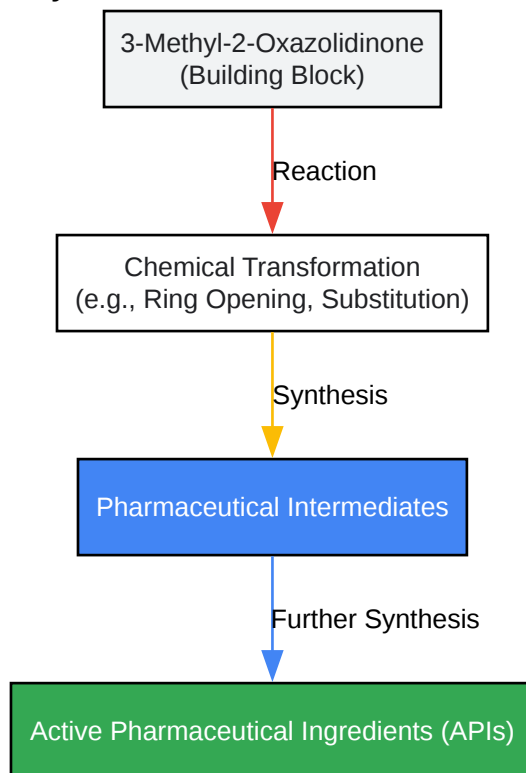 3-Methyl-2-Oxazolidinone
(Building Block)
Reaction
Chemical Transformation
(e.g., Ring Opening, Substitution)
Synthesis
Pharmaceutical Intermediates
Further Synthesis
Active Pharmaceutical Ingredients (APIs)